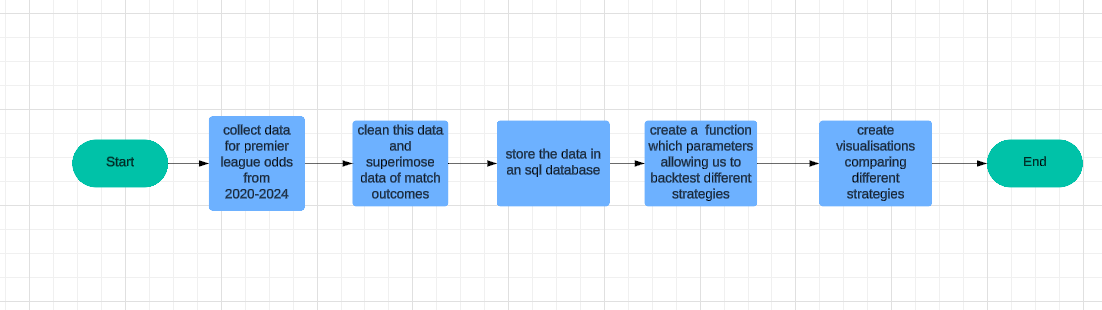 Start
collect data
for premier
league odds
from
2020-2024
clean this data
and
superimose
data of match
outcomes
store the data in
an sql database
create a  function
which parameters
allowing us to
backtest different
strategies
create
visualisations
comparing
different
strategies
End